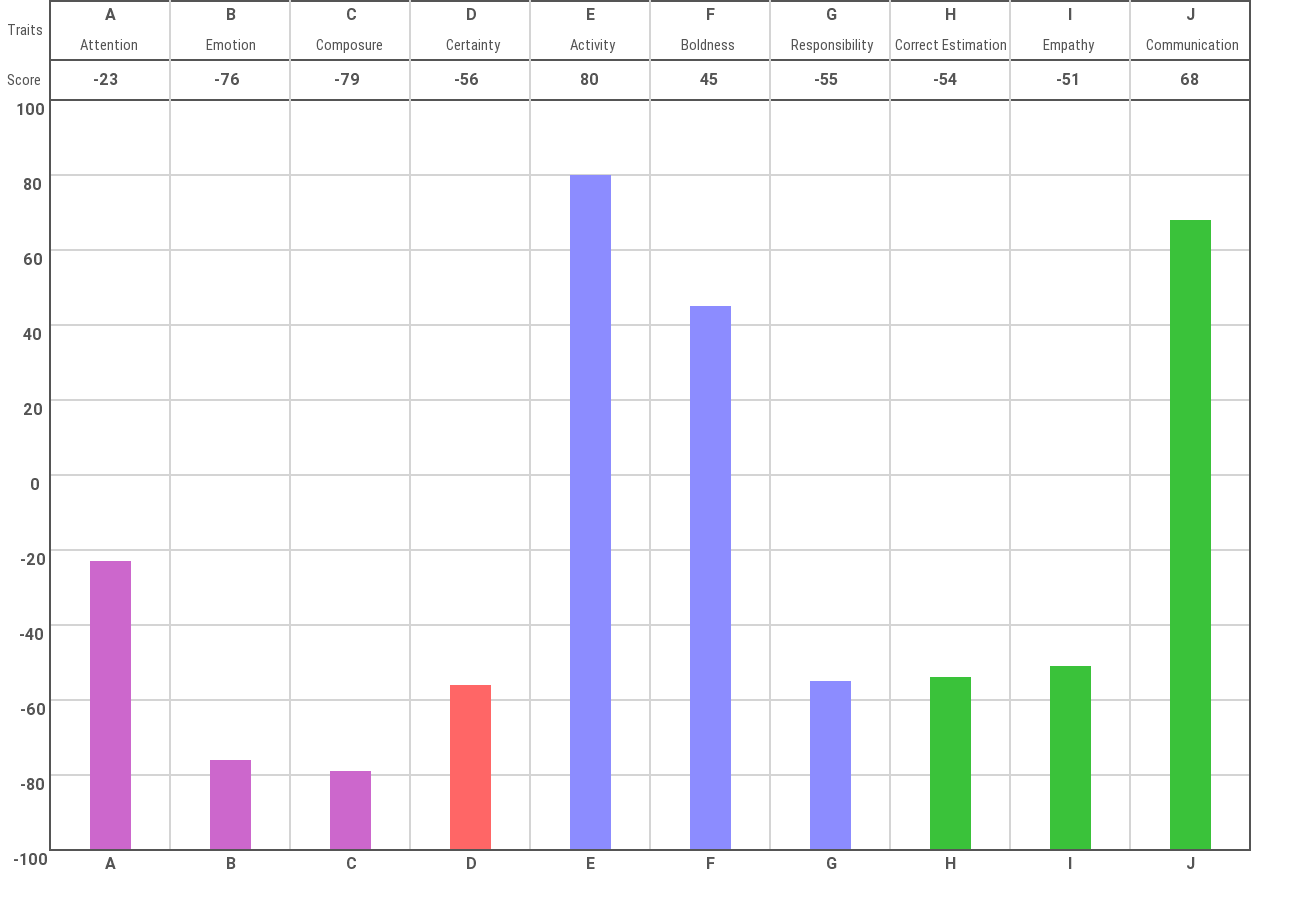 Traits
A B C D E F G H I J
Attention Emotion Composure Certainty Activity Boldness Responsibility Correct Estimation Empathy Communication
Score -23 -76 -79 -56 80 45 -55 -54 -51 68
100
80
60
40
20
0
-20
-40
-60
-80
-100
A B C D E F G H I J